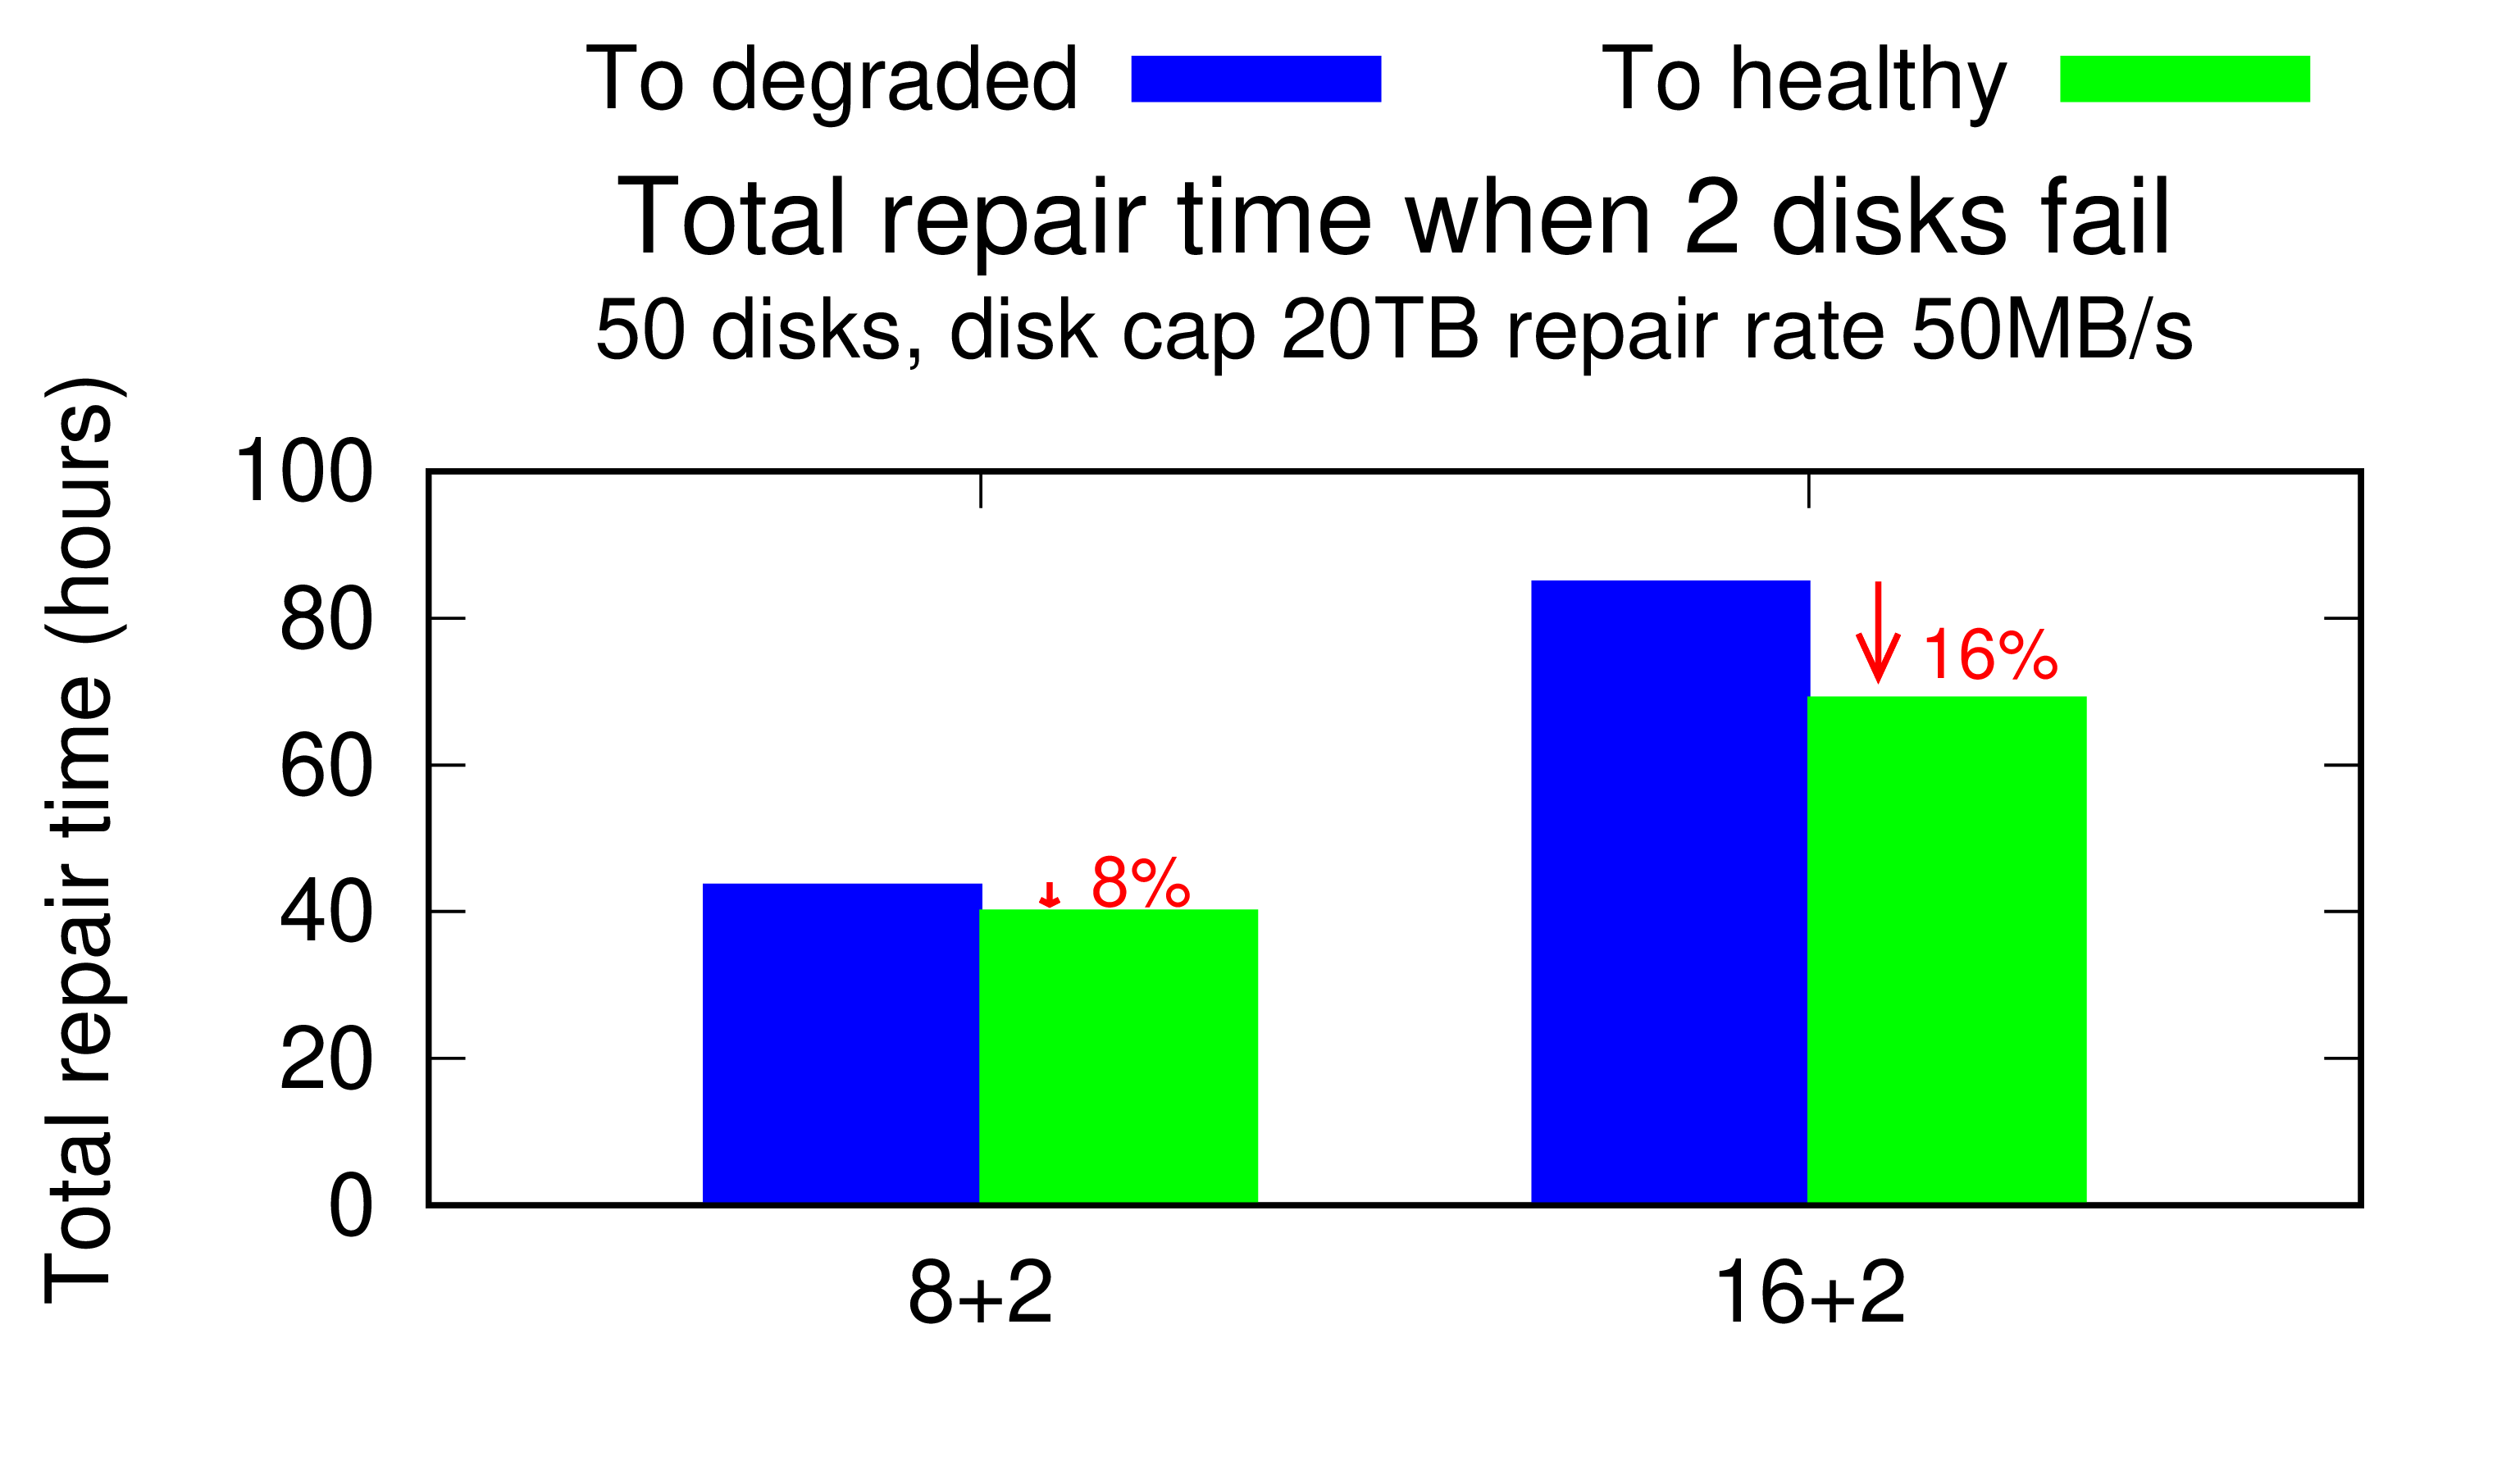 To degraded
To healthy
Total repair time when 2 disks fail
50 disks, disk cap 20TB repair rate 50MB/s
Total repair time (hours)
100
80
60
40
20
0
8%
16%
8+2
16+2